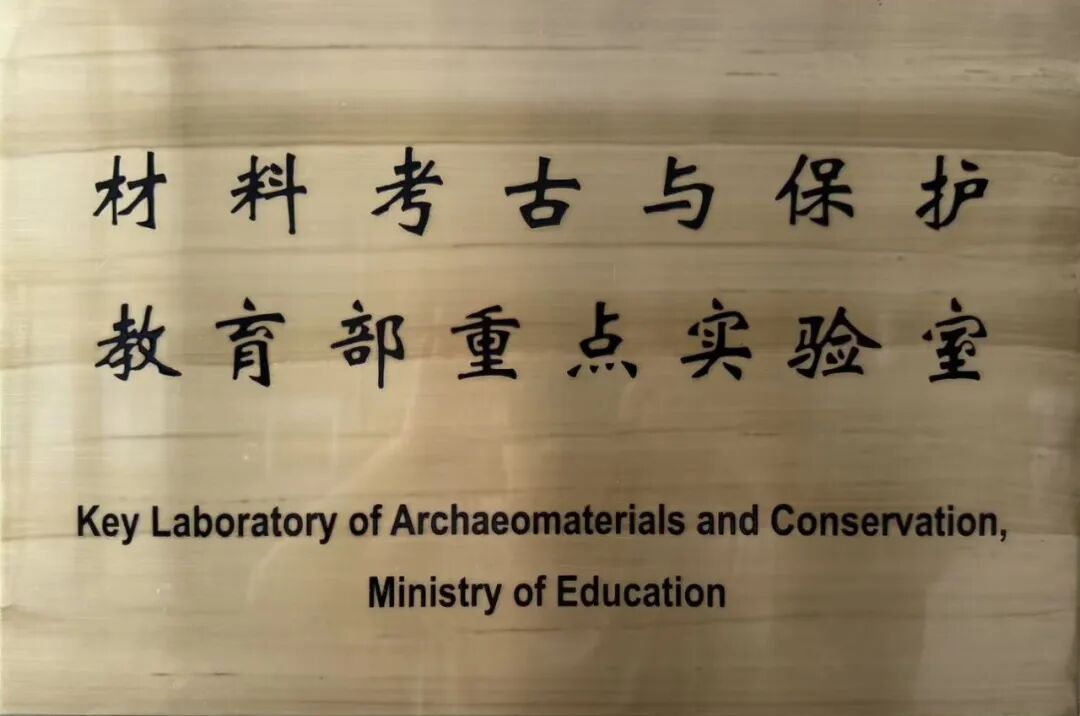 材料考古与保护
教育部重点实验室
Key Laboratory of Archaeomaterials and Conservation,
Ministry of Education